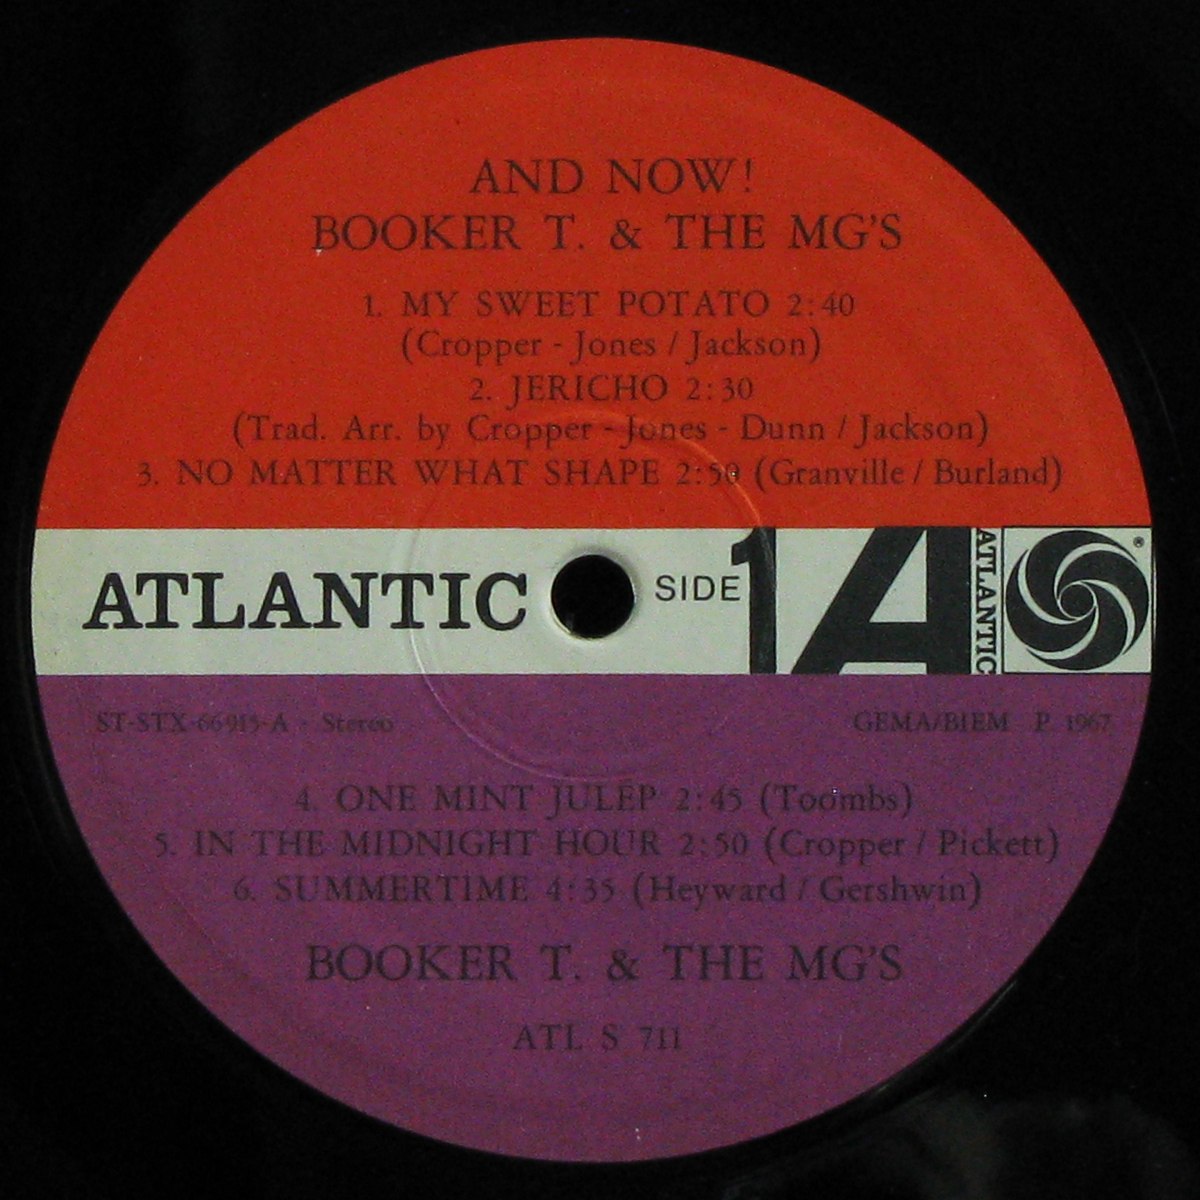 AND NOW!
BOOKER T. & THE MG'S
1. MY SWEET POTATO 2:40
(Cropper - Jones / Jackson)
2. JERICHO 2:30
(Trad. Arr. by Cropper - Jones - Dunn / Jackson)
3. NO MATTER WHAT SHAPE 2:50 (Granville / Burland)
ATLANTIC SIDE 1 A ATLANTIC ®
ST-STX-66915-A - Stereo GEMA/BIEM P. 1967
4. ONE MINT JULEP 2:45 (Toombs)
5. IN THE MIDNIGHT HOUR 2:50 (Cropper / Pickett)
6. SUMMERTIME 4:35 (Heyward / Gershwin)
BOOKER T. & THE MG'S
ATL S 711